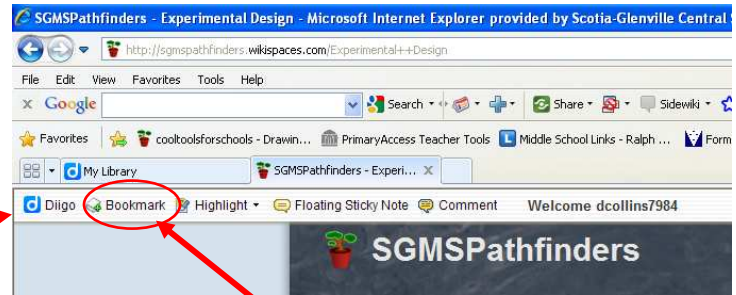 SGMSPathfinders - Experimental Design - Microsoft Internet Explorer provided by Scotia-Glenville Central
http://sgmspathfinders.wikispaces.com/Experimental++Design
File Edit View Favorites Tools Help
x Google Search Share Sidewiki
Favorites cooltoolsforschools - Drawin... PrimaryAccess Teacher Tools Middle School Links - Ralph ... Form
My Library SGMSPathfinders - Experi... X
d Diigo Bookmark Highlight Floating Sticky Note Comment Welcome dcollins7984
SGMSPathfinders